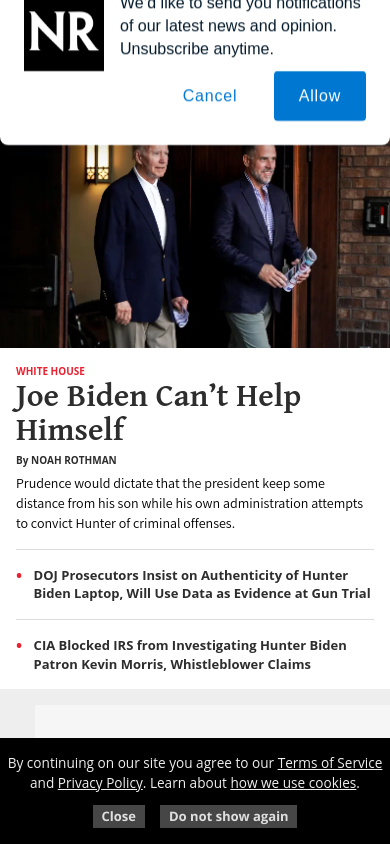 NR
We'd like to send you notifications
of our latest news and opinion.
Unsubscribe anytime.
Cancel
Allow
WHITE HOUSE
Joe Biden Can’t Help
Himself
By NOAH ROTHMAN
Prudence would dictate that the president keep some
distance from his son while his own administration attempts
to convict Hunter of criminal offenses.
• DOJ Prosecutors Insist on Authenticity of Hunter
Biden Laptop, Will Use Data as Evidence at Gun Trial
• CIA Blocked IRS from Investigating Hunter Biden
Patron Kevin Morris, Whistleblower Claims
By continuing on our site you agree to our Terms of Service
and Privacy Policy. Learn about how we use cookies.
Close
Do not show again